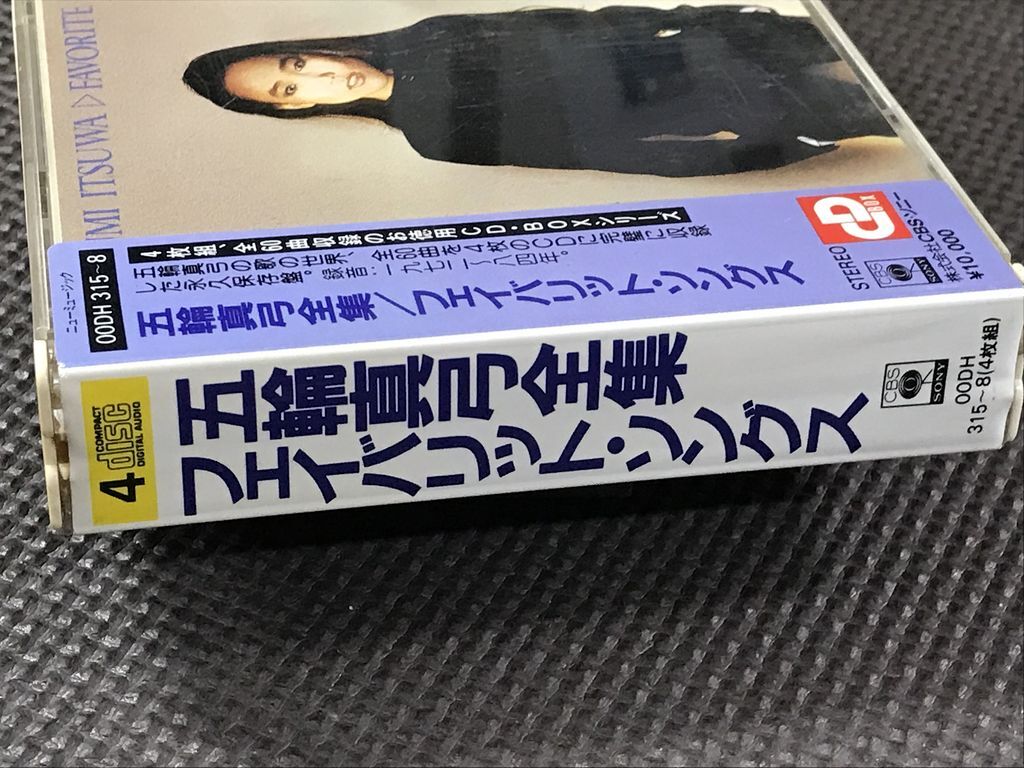 MI ITSUWA ▷ FAVORITE
ニューミュージック
00DH 315~8
4枚組・全60曲収録のお徳用CD・BOXシリーズ
五輪真弓の歌の世界、全60曲を4枚のCDに完璧に収録
した永久保存盤。録音:一九七二〜八四年。
五輪真弓全集/フェイバリット・ソングス
CD
BOX
STEREO
CBS
SONY
株式会社CBSソニー
¥10,000
4
COMPACT
disc
DIGITAL AUDIO
五輪真弓全集
フェイバリット・ソングス
CBS
SONY
00DH
315~8(4枚組)